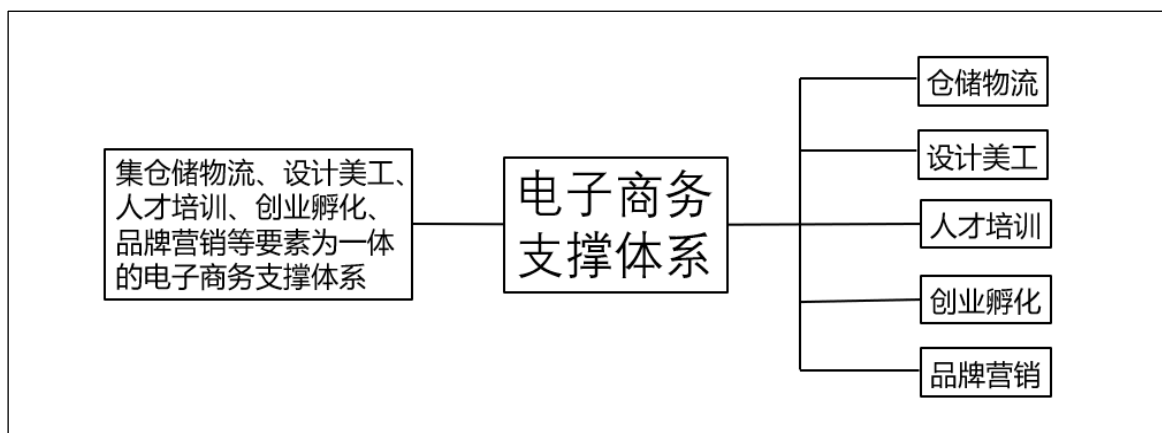 集仓储物流、设计美工、
人才培训、创业孵化、
品牌营销等要素为一体
的电子商务支撑体系
电子商务
支撑体系
仓储物流
设计美工
人才培训
创业孵化
品牌营销